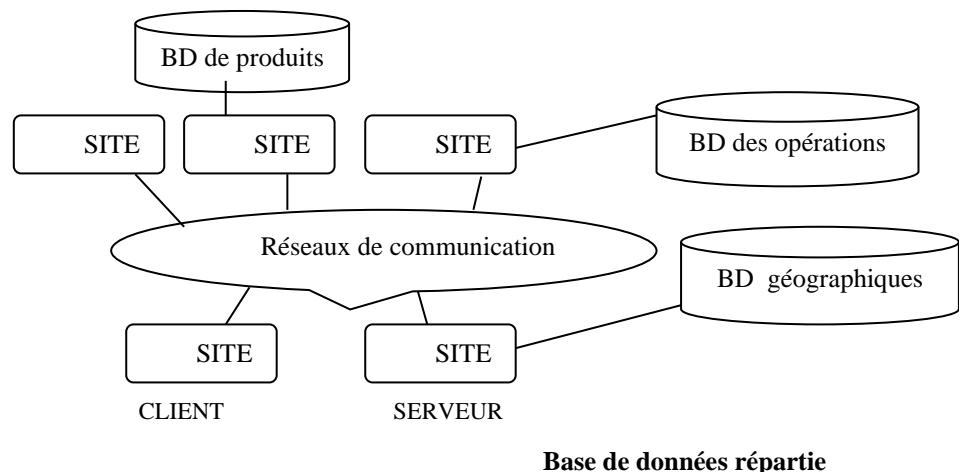 BD de produits
SITE SITE SITE
BD des opérations
Réseaux de communication
BD géographiques
SITE SITE
CLIENT SERVEUR
Base de données répartie